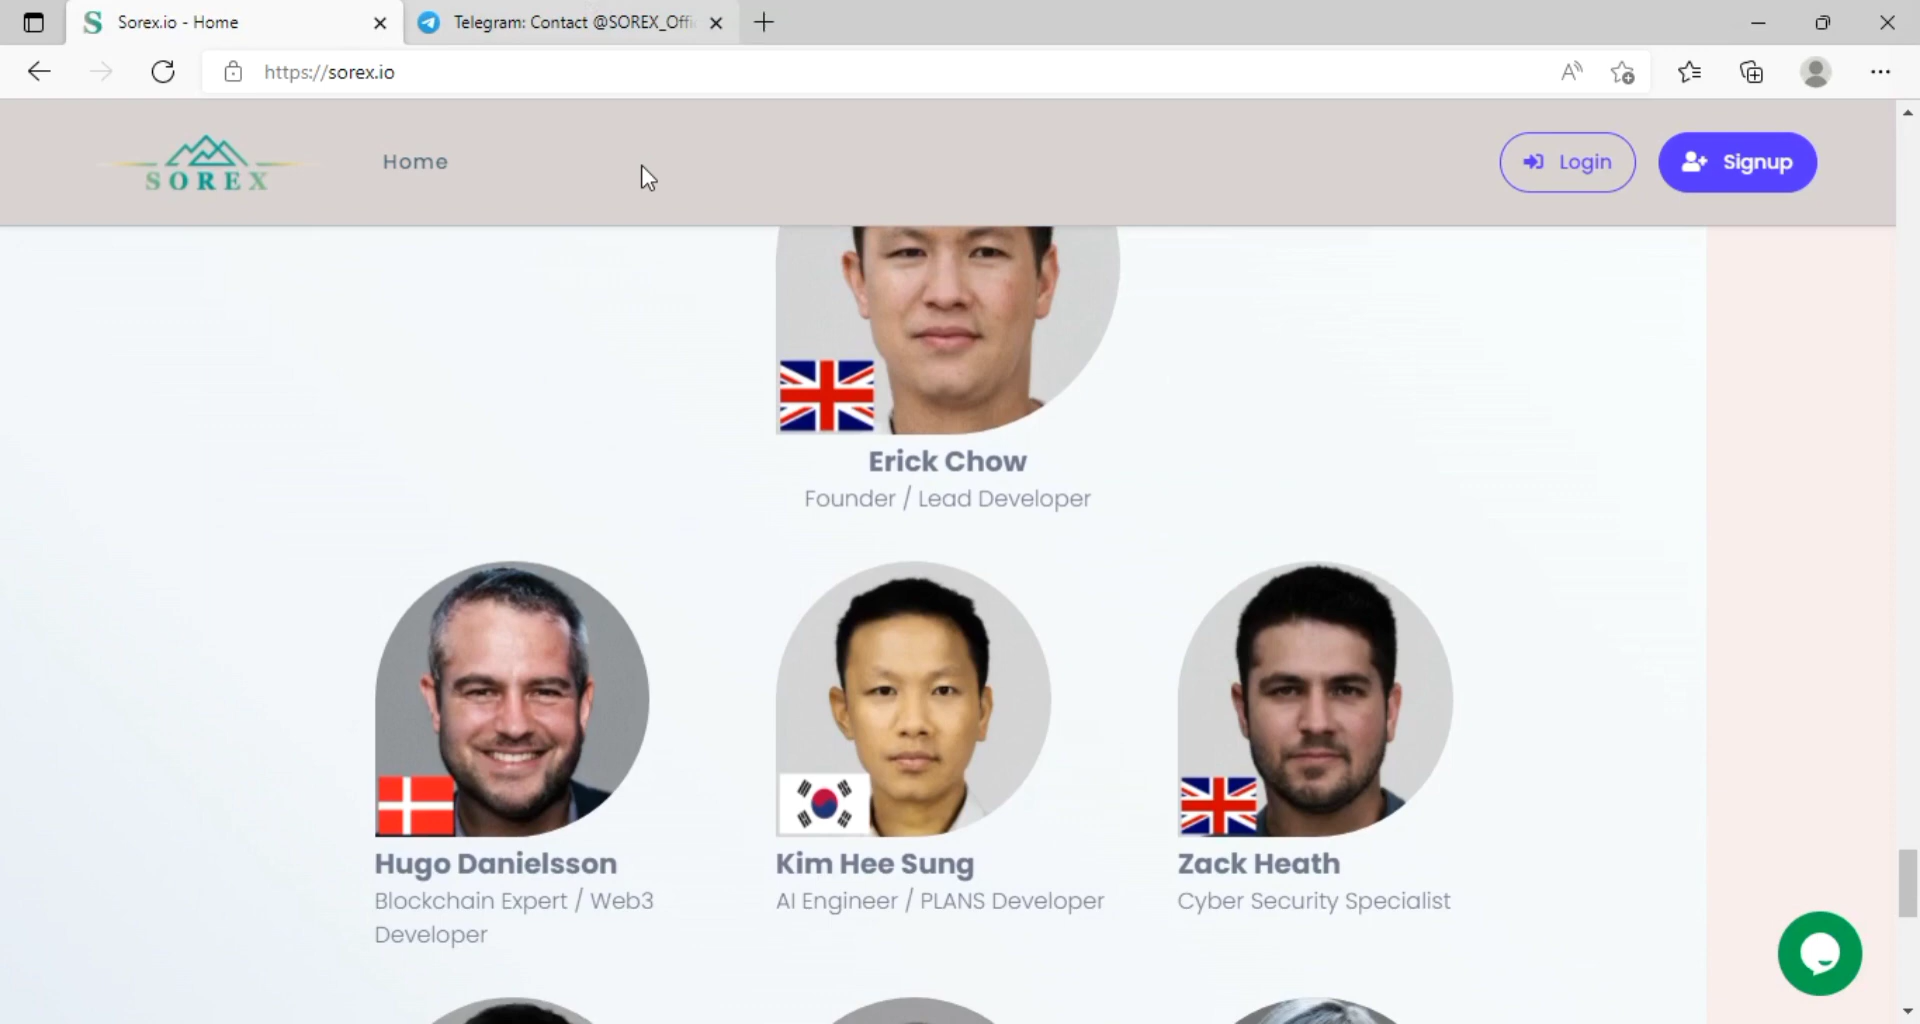 Sorex.io - Home
Telegram: Contact @SOREX_Offi
https://sorex.io
SOREX
Home
Login
Signup
Erick Chow
Founder / Lead Developer
Hugo Danielsson
Blockchain Expert / Web3
Developer
Kim Hee Sung
AI Engineer / PLANS Developer
Zack Heath
Cyber Security Specialist